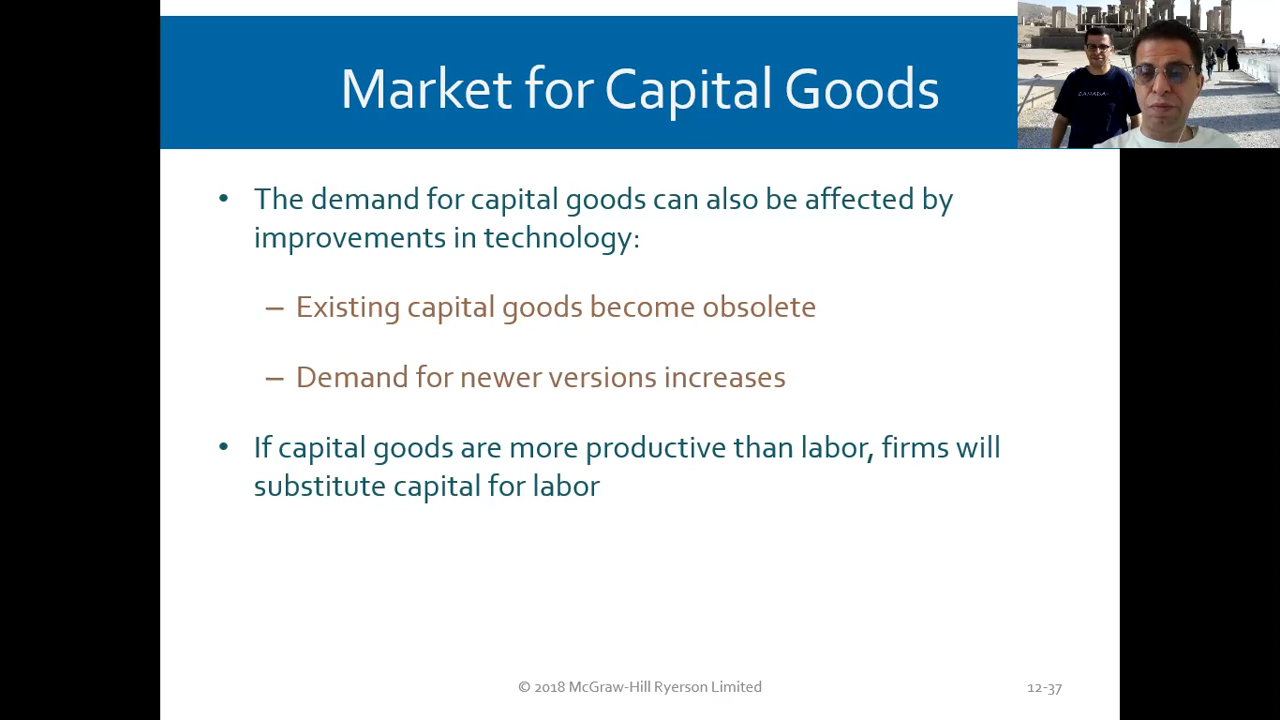 Market for Capital Goods
CANADA
• The demand for capital goods can also be affected by
improvements in technology:
– Existing capital goods become obsolete
– Demand for newer versions increases
• If capital goods are more productive than labor, firms will
substitute capital for labor
© 2018 McGraw-Hill Ryerson Limited
12-37